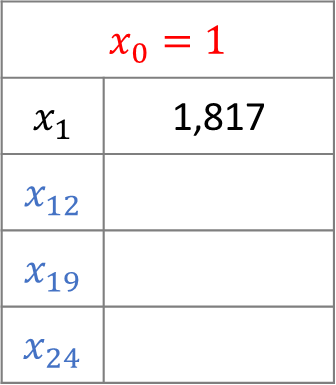 x₀ = 1
x₁ 1,817
x₁₂
x₁₉
x₂₄